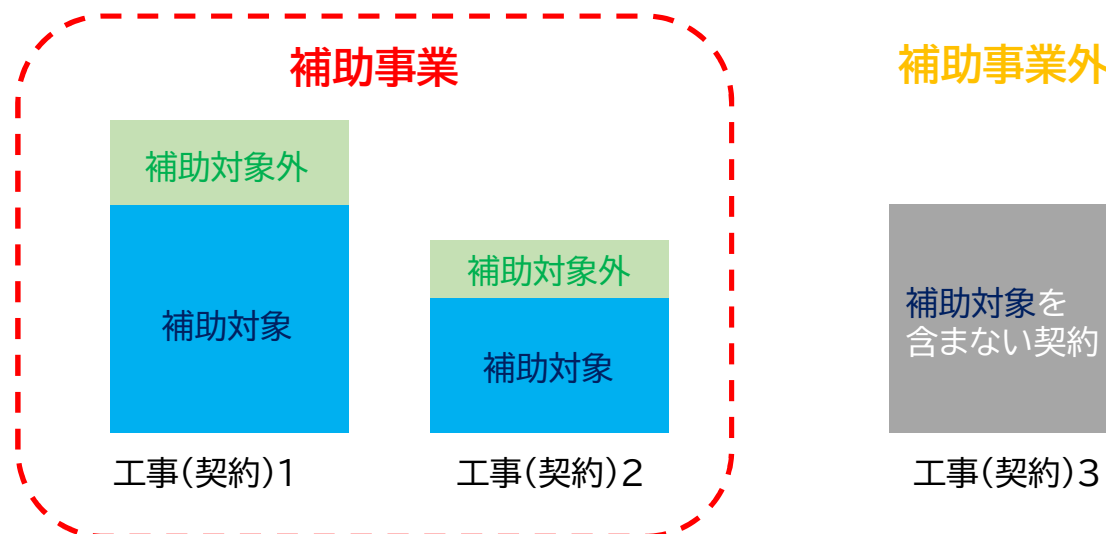 補助事業
補助事業外
補助対象外
補助対象
補助対象外
補助対象
補助対象を
含まない契約
工事(契約)1
工事(契約)2
工事(契約)3